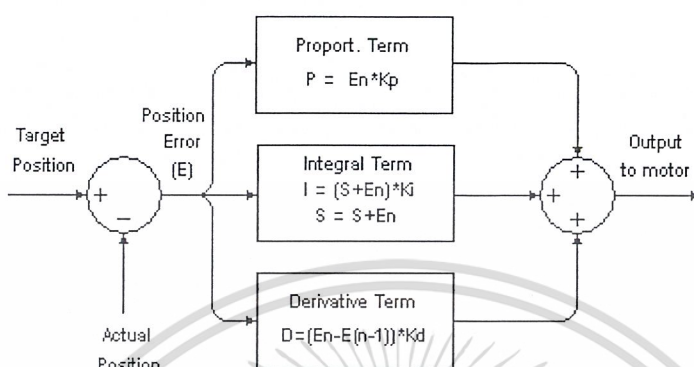 Proport. Term
P = En*Kp
Position
Error
(E)
Target
Position
+
−
Integral Term
I = (S+En)*Ki
S = S+En
+
+
+
Output
to motor
Derivative Term
D=(En-E(n-1))*Kd
Actual
Position